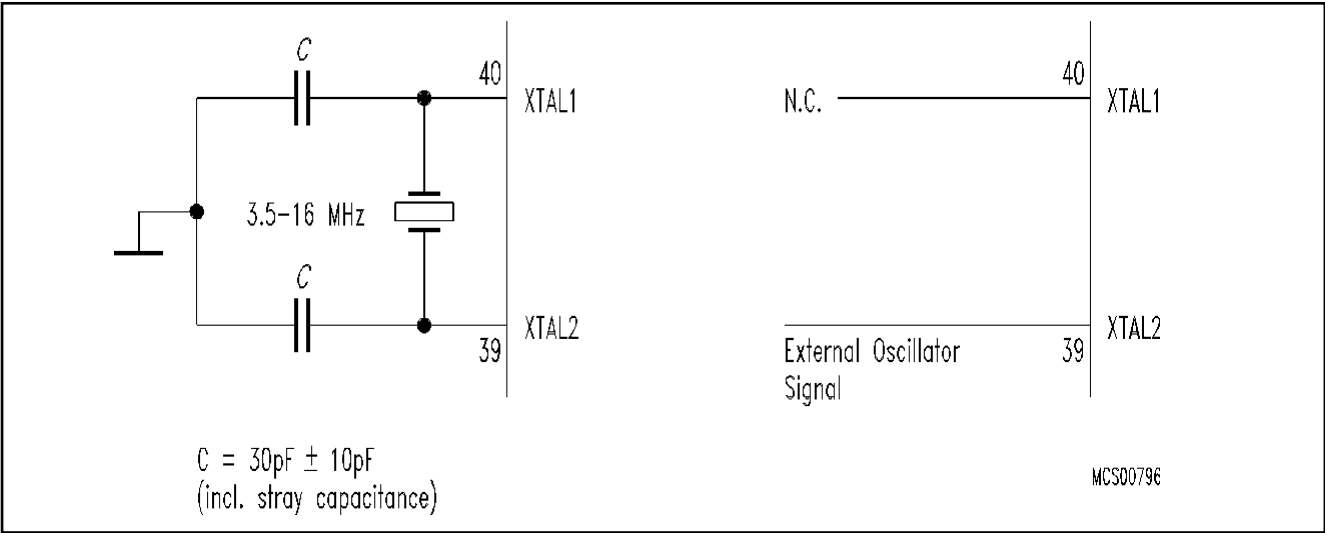 C
40
XTAL1
3.5-16 MHz
C
XTAL2
39
C = 30pF ± 10pF
(incl. stray capacitance)
N.C.
40
XTAL1
XTAL2
External Oscillator
39
Signal
MCS00796